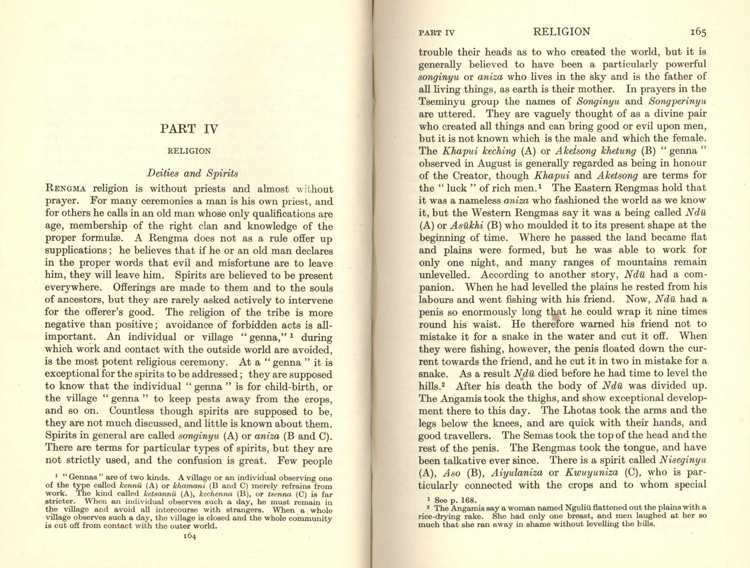 PART IV
RELIGION
Deities and Spirits
RENGMA religion is without priests and almost without
prayer. For many ceremonies a man is his own priest, and
for others he calls in an old man whose only qualifications are
age, membership of the right clan and knowledge of the
proper formulæ. A Rengma does not as a rule offer up
supplications; he believes that if he or an old man declares
in the proper words that evil and misfortune are to leave
him, they will leave him. Spirits are believed to be present
everywhere. Offerings are made to them and to the souls
of ancestors, but they are rarely asked actively to intervene
for the offerer's good. The religion of the tribe is more
negative than positive; avoidance of forbidden acts is all-
important. An individual or village "genna," ¹ during
which work and contact with the outside world are avoided,
is the most potent religious ceremony. At a "genna" it is
exceptional for the spirits to be addressed; they are supposed
to know that the individual "genna" is for child-birth, or
the village "genna" to keep pests away from the crops,
and so on. Countless though spirits are supposed to be,
they are not much discussed, and little is known about them.
Spirits in general are called songinyu (A) or aniza (B and C).
There are terms for particular types of spirits, but they are
not strictly used, and the confusion is great. Few people
¹ "Gennas" are of two kinds. A village or an individual observing one
of the type called kennü (A) or khamani (B and C) merely refrains from
work. The kind called ketsannü (A), kechenna (B), or tsenna (C) is far
stricter. When an individual observes such a day, he must remain in
the village and avoid all intercourse with strangers. When a whole
village observes such a day, the village is closed and the whole community
is cut off from contact with the outer world.
164
PART IV RELIGION 165
trouble their heads as to who created the world, but it is
generally believed to have been a particularly powerful
songinyu or aniza who lives in the sky and is the father of
all living things, as earth is their mother. In prayers in the
Tseminyu group the names of Songinyu and Songperinyu
are uttered. They are vaguely thought of as a divine pair
who created all things and can bring good or evil upon men,
but it is not known which is the male and which the female.
The Khapui keching (A) or Aketsong khetung (B) "genna"
observed in August is generally regarded as being in honour
of the Creator, though Khapui and Aketsong are terms for
the "luck" of rich men.¹ The Eastern Rengmas hold that
it was a nameless aniza who fashioned the world as we know
it, but the Western Rengmas say it was a being called Ndü
(A) or Asükhi (B) who moulded it to its present shape at the
beginning of time. Where he passed the land became flat
and plains were formed, but he was able to work for
only one night, and many ranges of mountains remain
unlevelled. According to another story, Ndü had a com-
panion. When he had levelled the plains he rested from his
labours and went fishing with his friend. Now, Ndü had a
penis so enormously long that he could wrap it nine times
round his waist. He therefore warned his friend not to
mistake it for a snake in the water and cut it off. When
they were fishing, however, the penis floated down the cur-
rent towards the friend, and he cut it in two in mistake for a
snake. As a result Ndü died before he had time to level the
hills.² After his death the body of Ndü was divided up.
The Angamis took the thighs, and show exceptional develop-
ment there to this day. The Lhotas took the arms and the
legs below the knees, and are quick with their hands, and
good travellers. The Semas took the top of the head and the
rest of the penis. The Rengmas took the tongue, and have
been talkative ever since. There is a spirit called Niseginyu
(A), Aso (B), Aiyulaniza or Kwuyuniza (C), who is par-
ticularly connected with the crops and to whom special
¹ See p. 168.
² The Angamis say a woman named Nguliü flattened out the plains with a
rice-drying rake. She had only one breast, and men laughed at her so
much that she ran away in shame without levelling the hills.